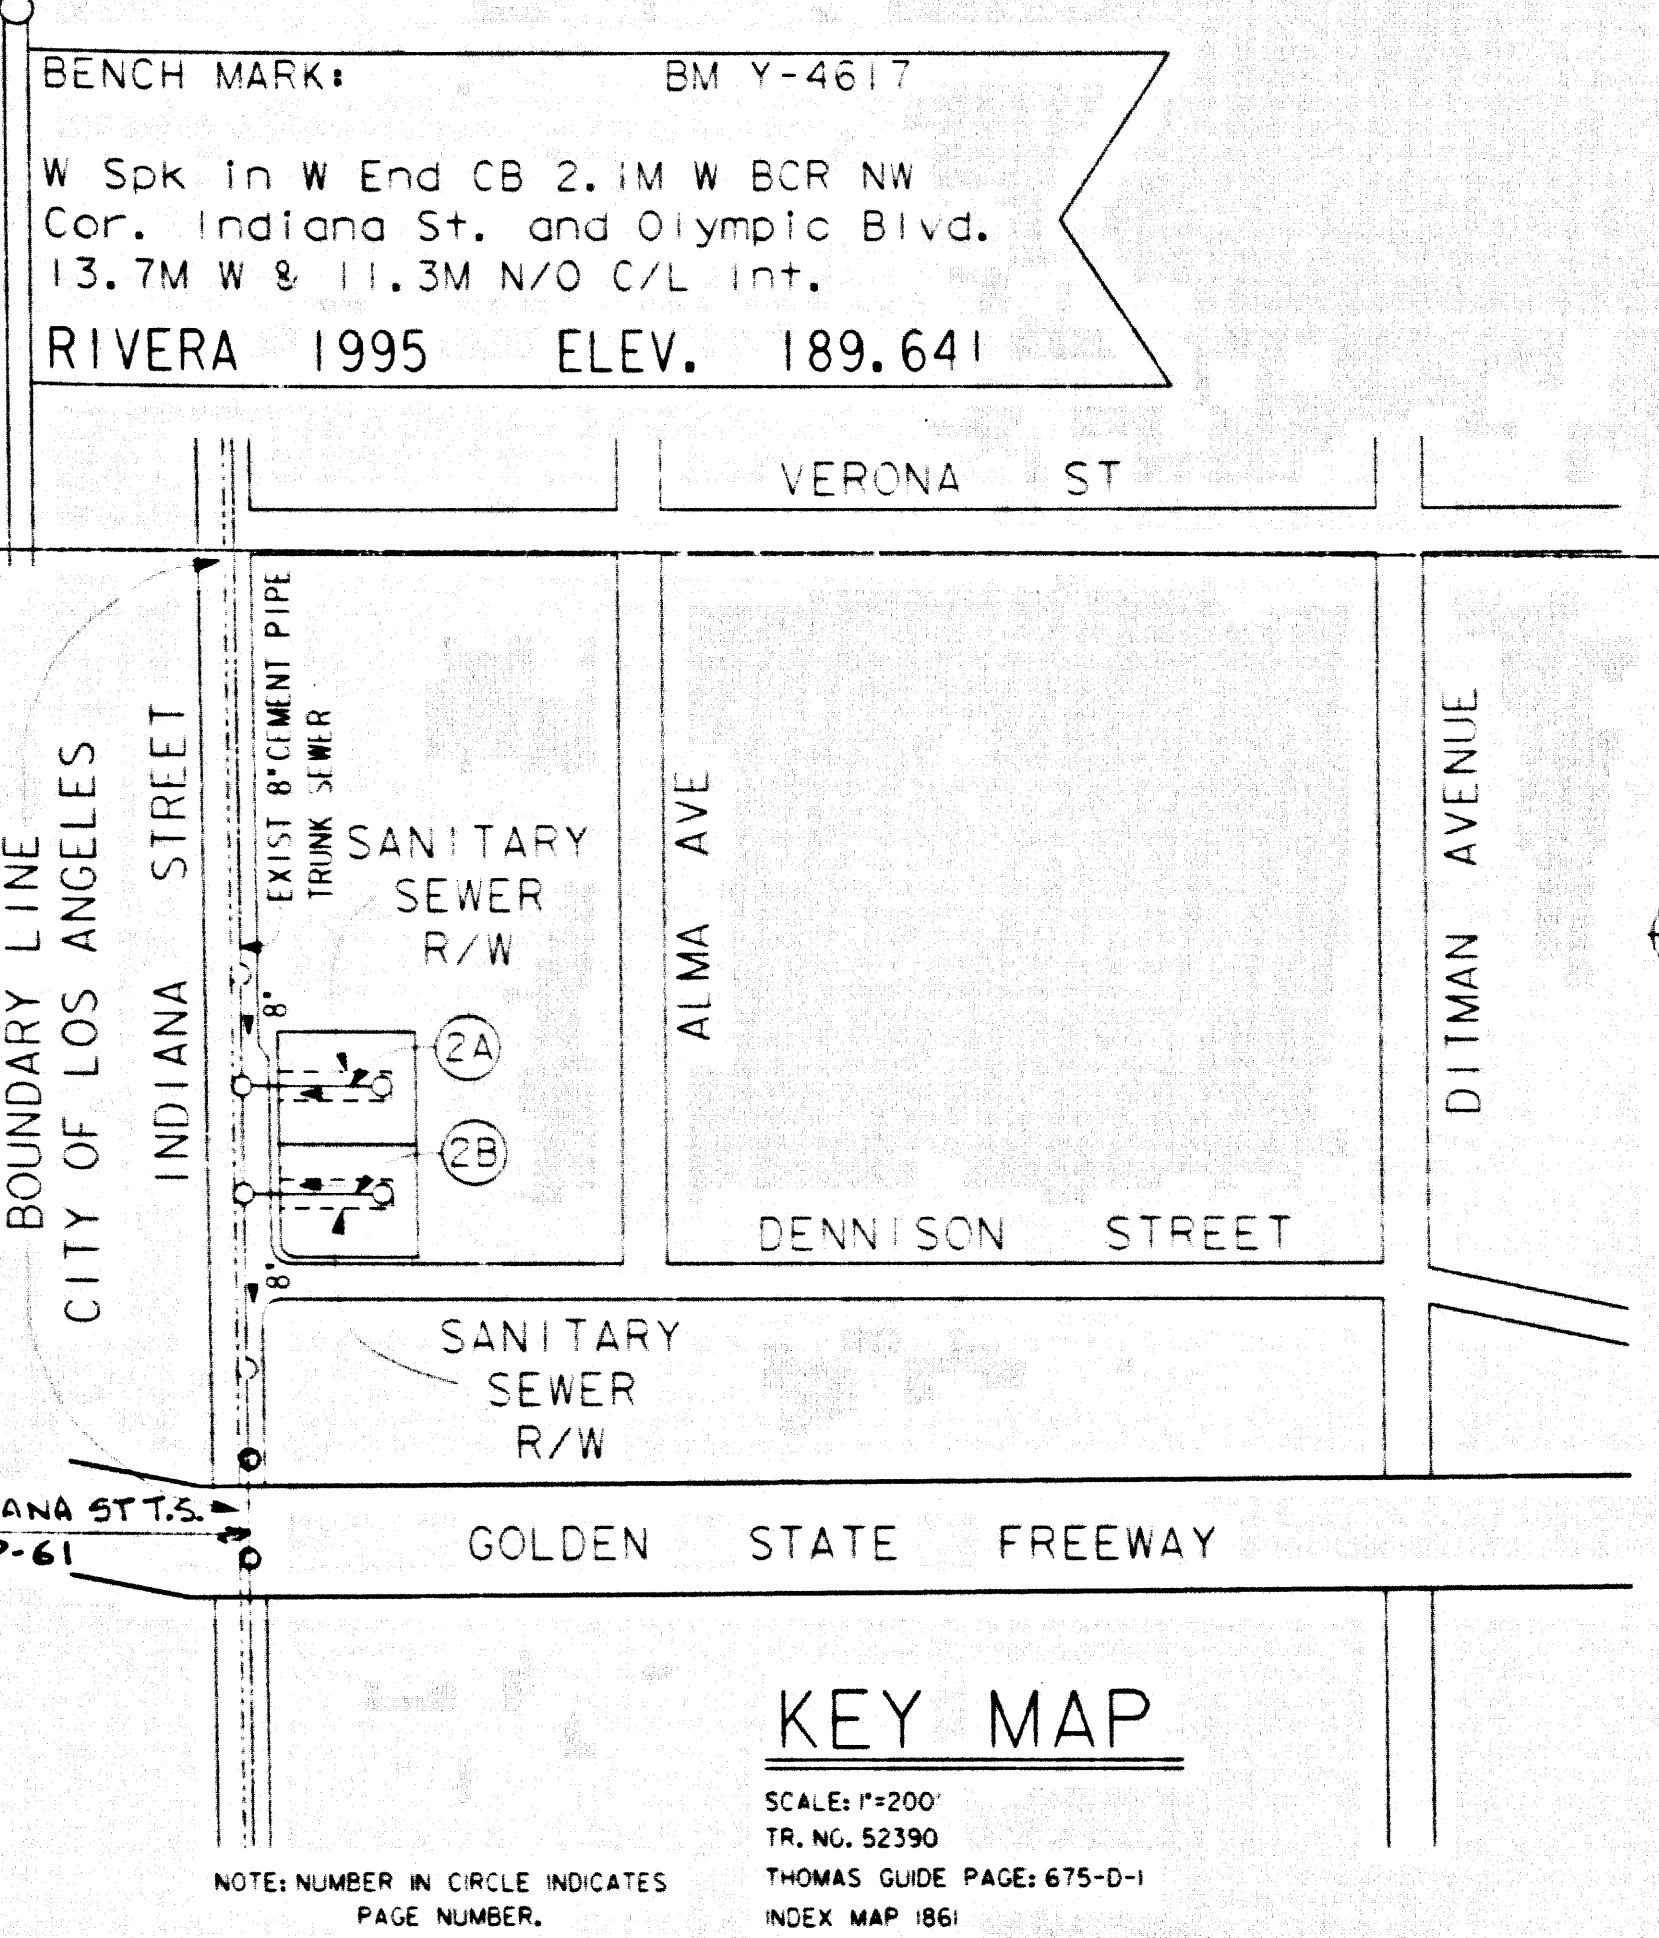 BENCH MARK: BM Y-4617
W Spk in W End CB 2.1M W BCR NW
Cor. Indiana St. and Olympic Blvd.
13.7M W & 11.3M N/O C/L Int.
RIVERA 1995 ELEV. 189.641
VERONA ST
BOUNDARY LINE
CITY OF LOS ANGELES
INDIANA STREET
EXIST 8" CEMENT PIPE
TRUNK SEWER
SANITARY
SEWER
R/W
ALMA AVE
DITMAN AVENUE
8"
2A
2B
8"
DENNISON STREET
SANITARY
SEWER
R/W
ANA ST T.S.
-61
GOLDEN STATE FREEWAY
KEY MAP
SCALE: 1"=200'
TR. NO. 52390
THOMAS GUIDE PAGE: 675-D-1
INDEX MAP 1861
NOTE: NUMBER IN CIRCLE INDICATES
PAGE NUMBER.